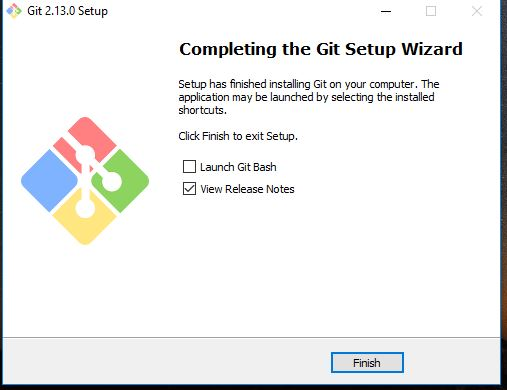 Git 2.13.0 Setup
Completing the Git Setup Wizard
Setup has finished installing Git on your computer. The
application may be launched by selecting the installed
shortcuts.
Click Finish to exit Setup.
Launch Git Bash
View Release Notes
Finish